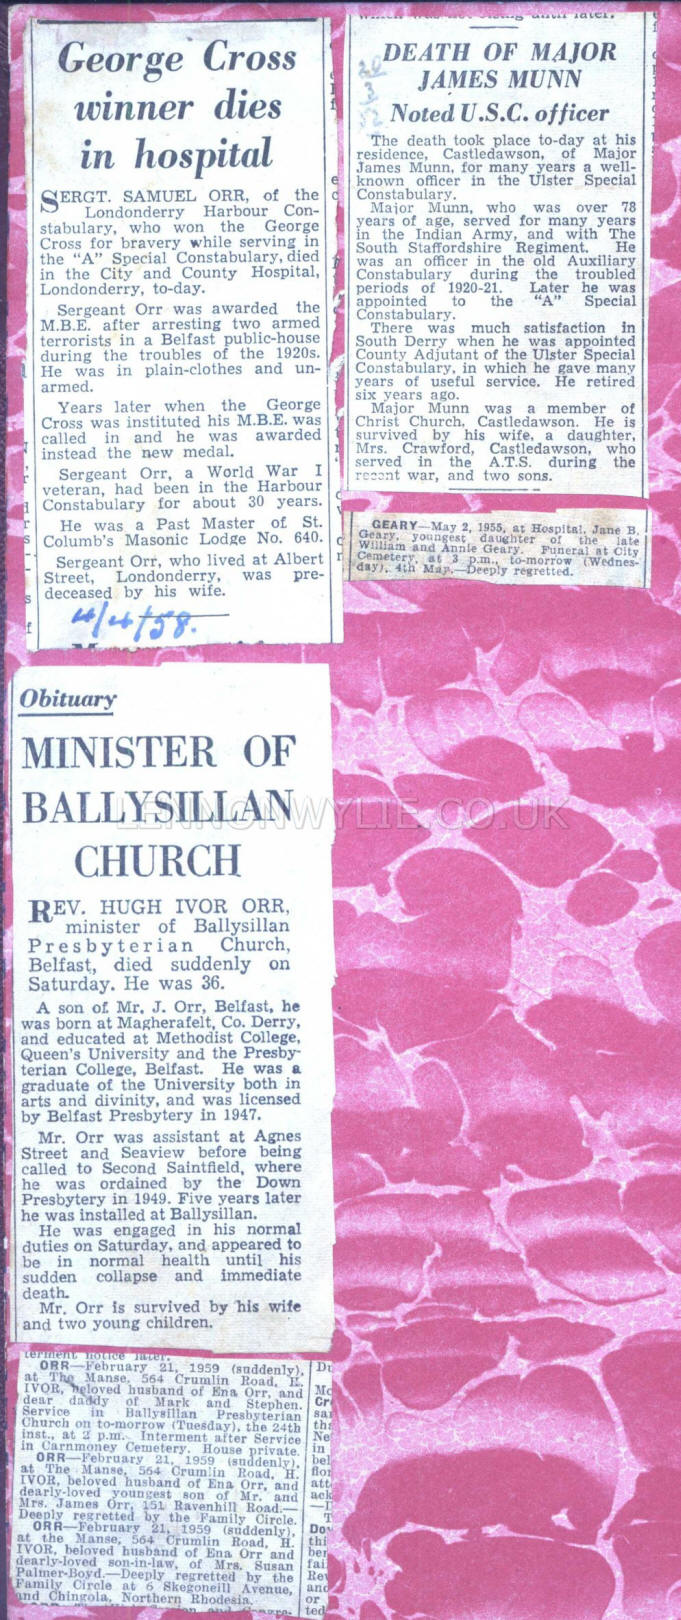 George Cross
winner dies
in hospital
SERGT. SAMUEL ORR, of the
Londonderry Harbour Con-
stabulary, who won the George
Cross for bravery while serving in
the "A" Special Constabulary, died
in the City and County Hospital,
Londonderry, to-day.
Sergeant Orr was awarded the
M.B.E. after arresting two armed
terrorists in a Belfast public-house
during the troubles of the 1920s.
He was in plain-clothes and un-
armed.
Years later when the George
Cross was instituted his M.B.E. was
called in and he was awarded
instead the new medal.
Sergeant Orr, a World War I
veteran, had been in the Harbour
Constabulary for about 30 years.
He was a Past Master of St.
Columb's Masonic Lodge No. 640.
Sergeant Orr, who lived at Albert
Street, Londonderry, was pre-
deceased by his wife.
4/4/58.
DEATH OF MAJOR
JAMES MUNN
Noted U.S.C. officer
The death took place to-day at his
residence, Castledawson, of Major
James Munn, for many years a well-
known officer in the Ulster Special
Constabulary.
Major Munn, who was over 78
years of age, served for many years
in the Indian Army, and with The
South Staffordshire Regiment. He
was an officer in the old Auxiliary
Constabulary during the troubled
periods of 1920-21. Later he was
appointed to the "A" Special
Constabulary.
There was much satisfaction in
South Derry when he was appointed
County Adjutant of the Ulster Special
Constabulary, in which he gave many
years of useful service. He retired
six years ago.
Major Munn was a member of
Christ Church, Castledawson. He is
survived by his wife, a daughter,
Mrs. Crawford, Castledawson, who
served in the A.T.S. during the
recent war, and two sons.
GEARY—May 2, 1955, at Hospital, Jane B.
Geary, youngest daughter of the late
William and Annie Geary. Funeral at City
Cemetery, at 3 p.m., to-morrow (Wednes-
day), 4th May.—Deeply regretted.
Obituary
MINISTER OF
BALLYSILLAN
CHURCH
REV. HUGH IVOR ORR,
minister of Ballysillan
Presbyterian Church,
Belfast, died suddenly on
Saturday. He was 36.
A son of Mr. J. Orr, Belfast, he
was born at Magherafelt, Co. Derry,
and educated at Methodist College,
Queen's University and the Presby-
terian College, Belfast. He was a
graduate of the University both in
arts and divinity, and was licensed
by Belfast Presbytery in 1947.
Mr. Orr was assistant at Agnes
Street and Seaview before being
called to Second Saintfield, where
he was ordained by the Down
Presbytery in 1949. Five years later
he was installed at Ballysillan.
He was engaged in his normal
duties on Saturday, and appeared to
be in normal health until his
sudden collapse and immediate
death.
Mr. Orr is survived by his wife
and two young children.
terment notice later.
ORR—February 21, 1959 (suddenly),
at The Manse, 564 Crumlin Road, H.
IVOR, beloved husband of Ena Orr, and
dear daddy of Mark and Stephen.
Service in Ballysillan Presbyterian
Church on to-morrow (Tuesday), the 24th
inst., at 2 p.m. Interment after Service
in Carnmoney Cemetery. House private.
ORR—February 21, 1959 (suddenly),
at The Manse, 564 Crumlin Road, H.
IVOR, beloved husband of Ena Orr, and
dearly-loved youngest son of Mr. and
Mrs. James Orr, 151 Ravenhill Road.—
Deeply regretted by the Family Circle.
ORR—February 21, 1959 (suddenly),
at the Manse, 564 Crumlin Road, H.
IVOR, beloved husband of Ena Orr and
dearly-loved son-in-law, of Mrs. Susan
Palmer-Boyd.—Deeply regretted by the
Family Circle at 6 Skegoneill Avenue,
and Chingola, Northern Rhodesia.
LENNONWYLIE.CO.UK